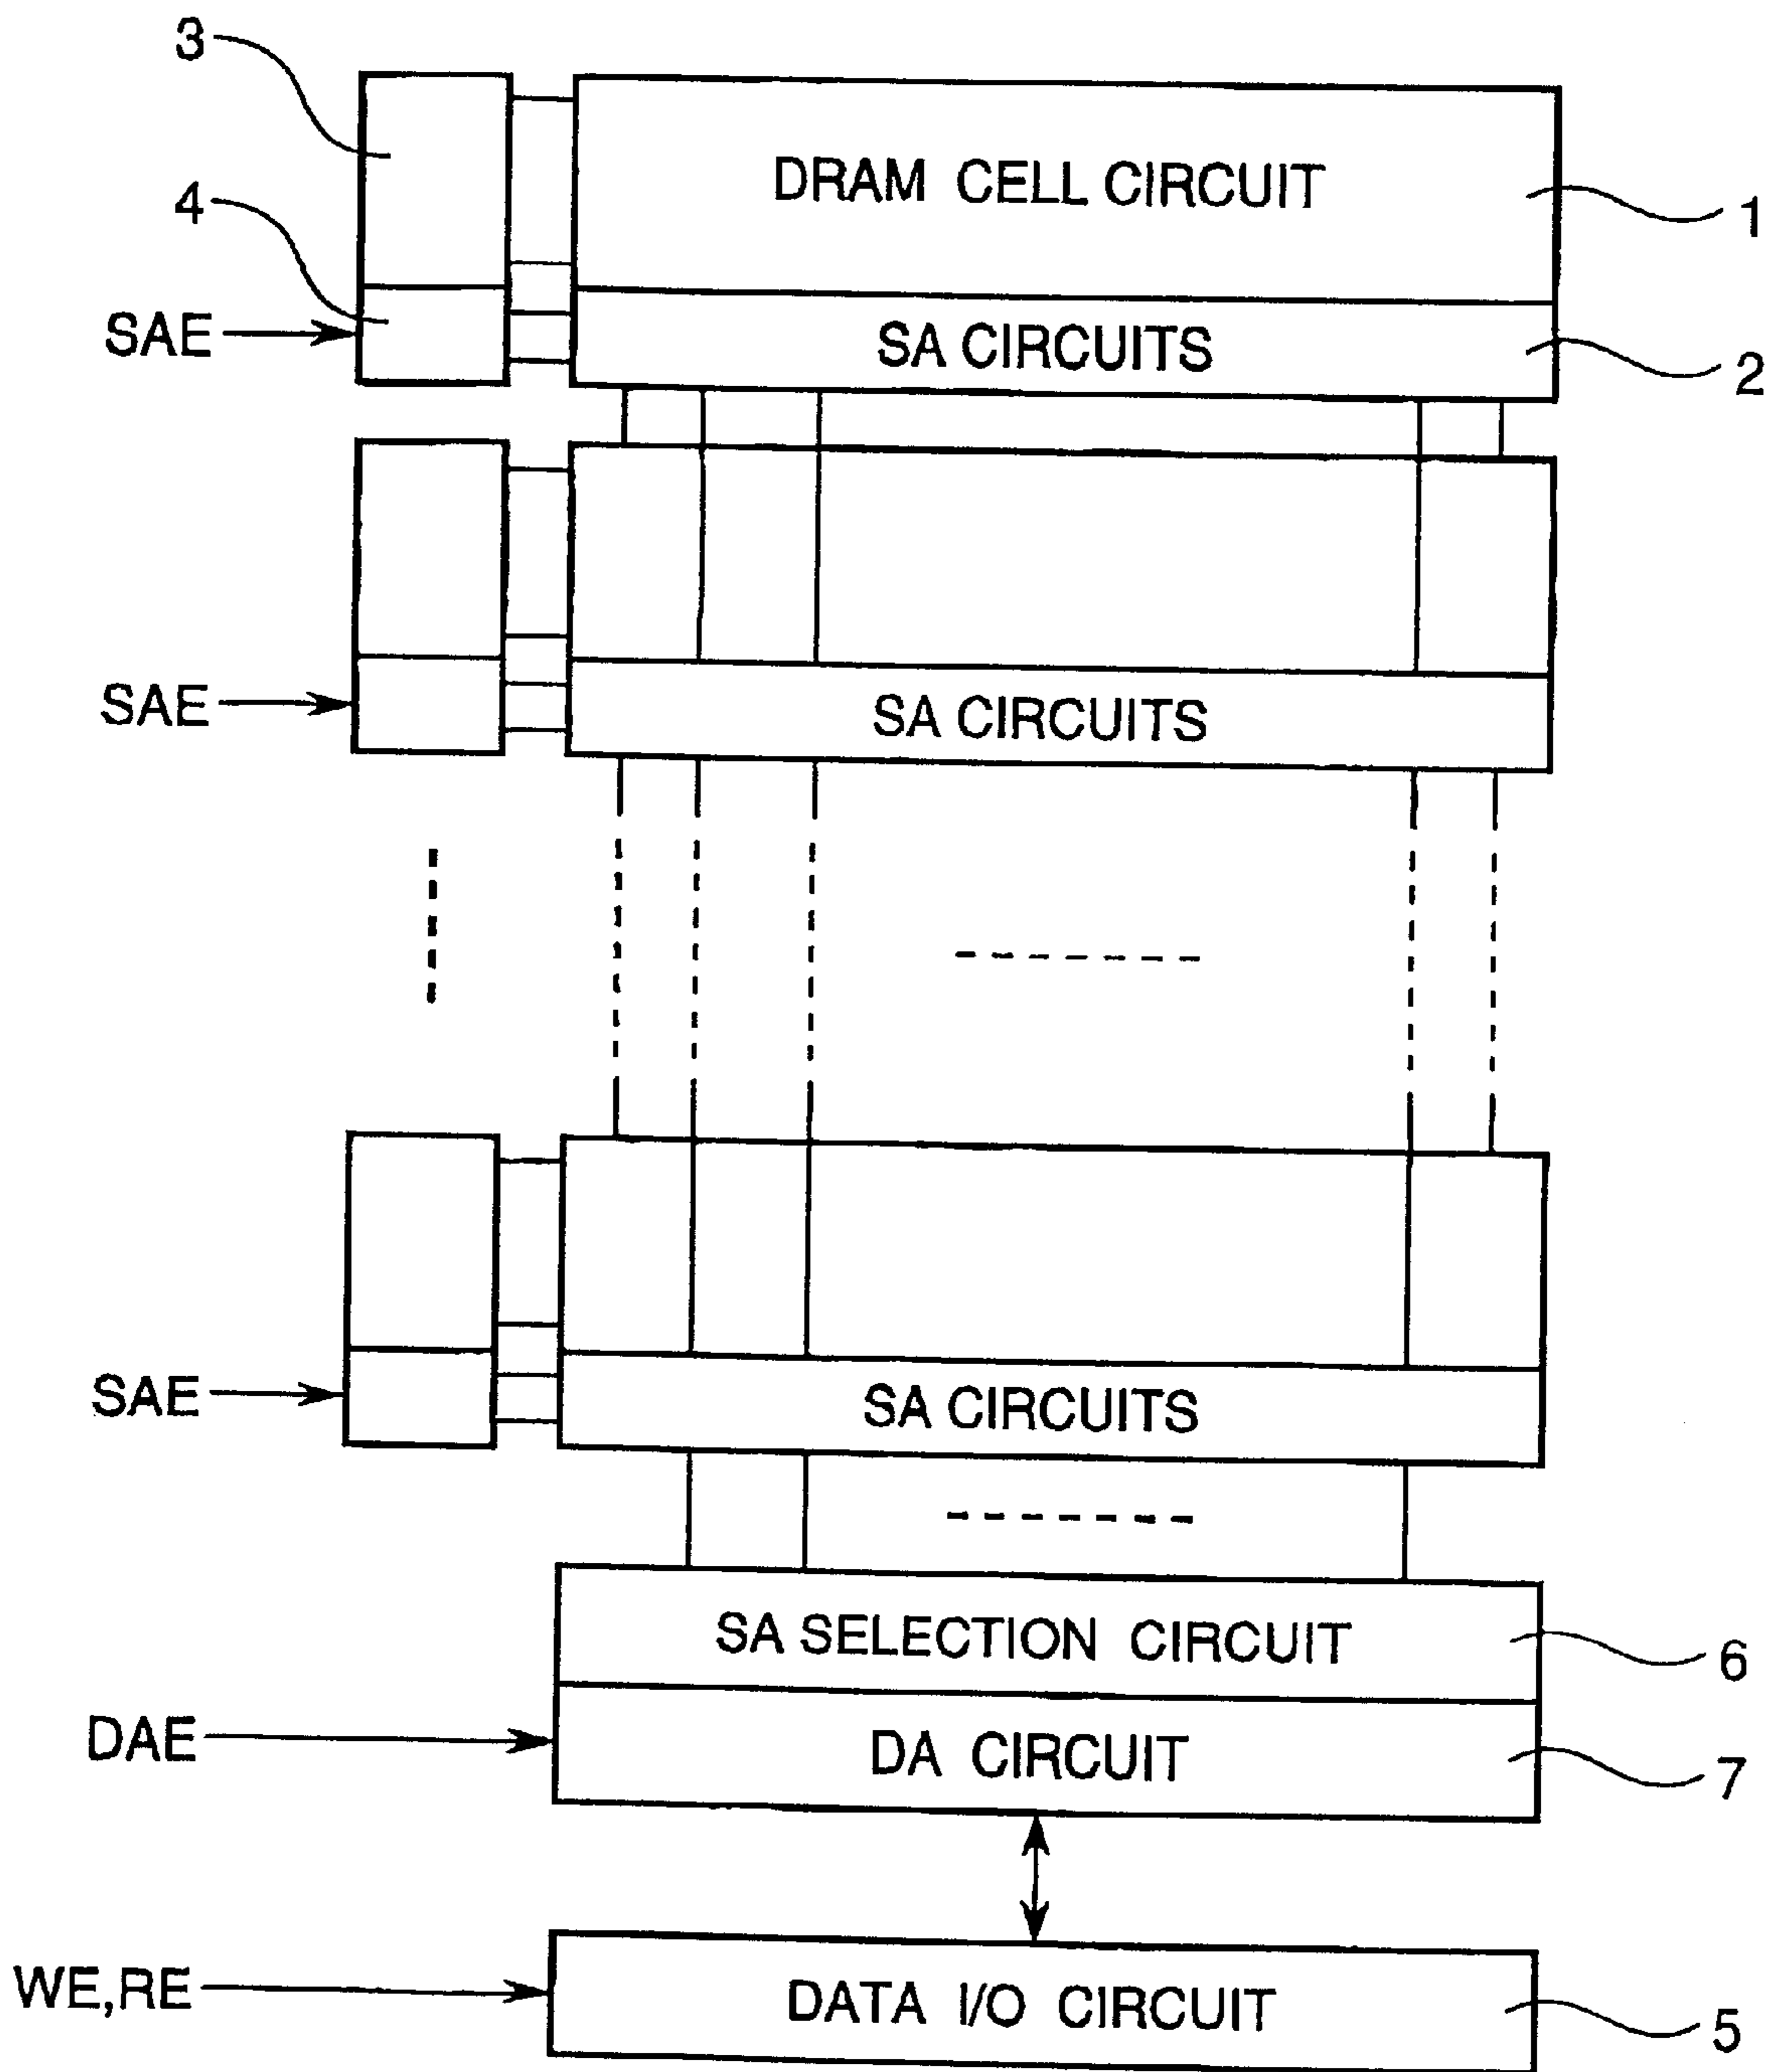 3
DRAM CELL CIRCUIT
4
1
SAE
SA CIRCUITS
2
SAE
SA CIRCUITS
SAE
SA CIRCUITS
SA SELECTION CIRCUIT
6
DAE
DA CIRCUIT
7
WE,RE
DATA I/O CIRCUIT
5